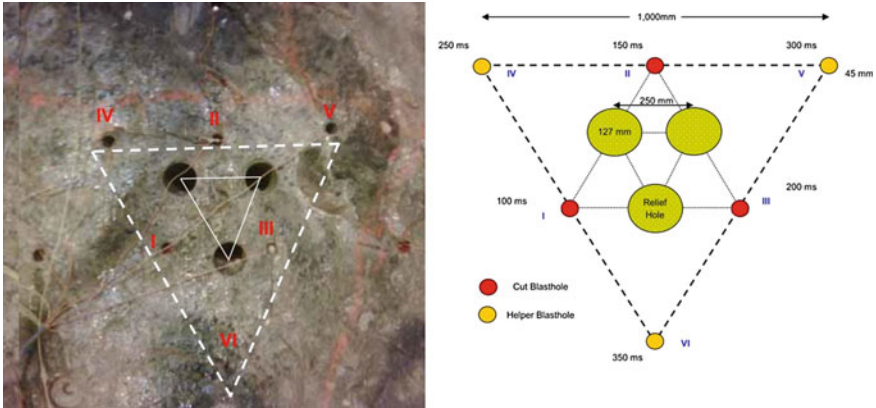 IV
II
V
I
III
VI
1,000mm
250 ms
150 ms
300 ms
IV
II
V
45 mm
250 mm
127 mm
100 ms
200 ms
I
Relief
Hole
III
Cut Blasthole
Helper Blasthole
350 ms
VI